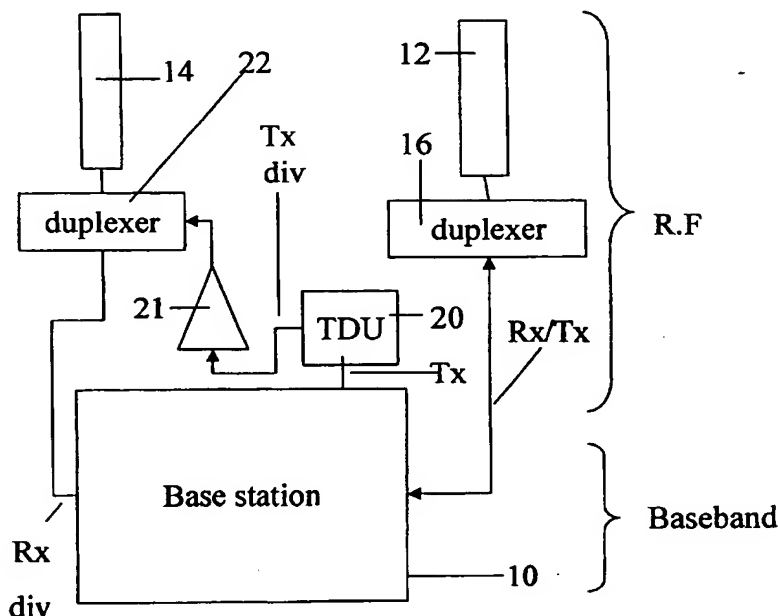 14
22
12
Tx
div
16
duplexer
duplexer
R.F
21
TDU
20
Rx/Tx
Tx
Base station
Baseband
Rx
div
10